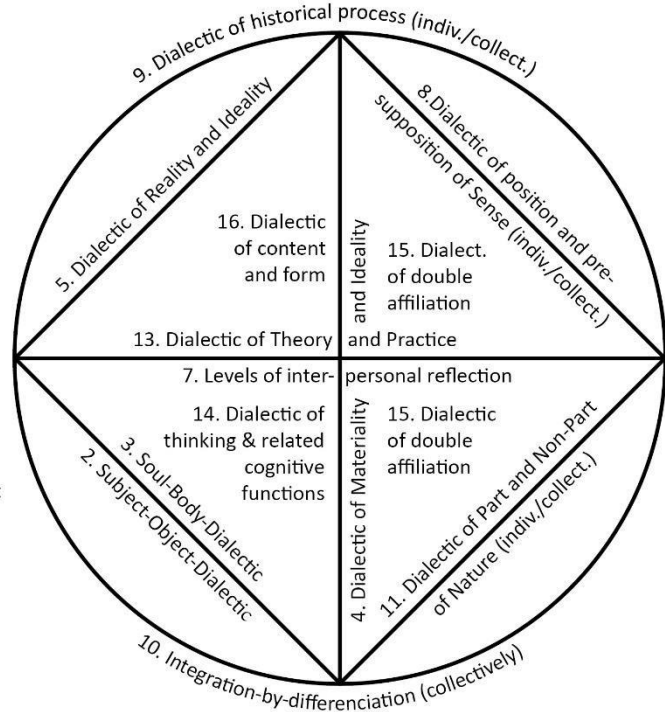 9. Dialectic of historical process (indiv./collect.)
5. Dialectic of Reality and Ideality
8.Dialectic of position and pre-
supposition of Sense (indiv./collect.)
16. Dialectic
of content
and form
15. Dialect.
of double
affiliation
13. Dialectic of Theory and Practice
7. Levels of inter-personal reflection
14. Dialectic of
thinking & related
cognitive
functions
15. Dialectic
of double
affiliation
4. Dialectic of Materiality and Ideality
3. Soul-Body-Dialectic
2. Subject-Object-Dialectic
11. Dialectic of Part and Non-Part
of Nature (indiv./collect.)
10. Integration-by-differenciation (collectively)